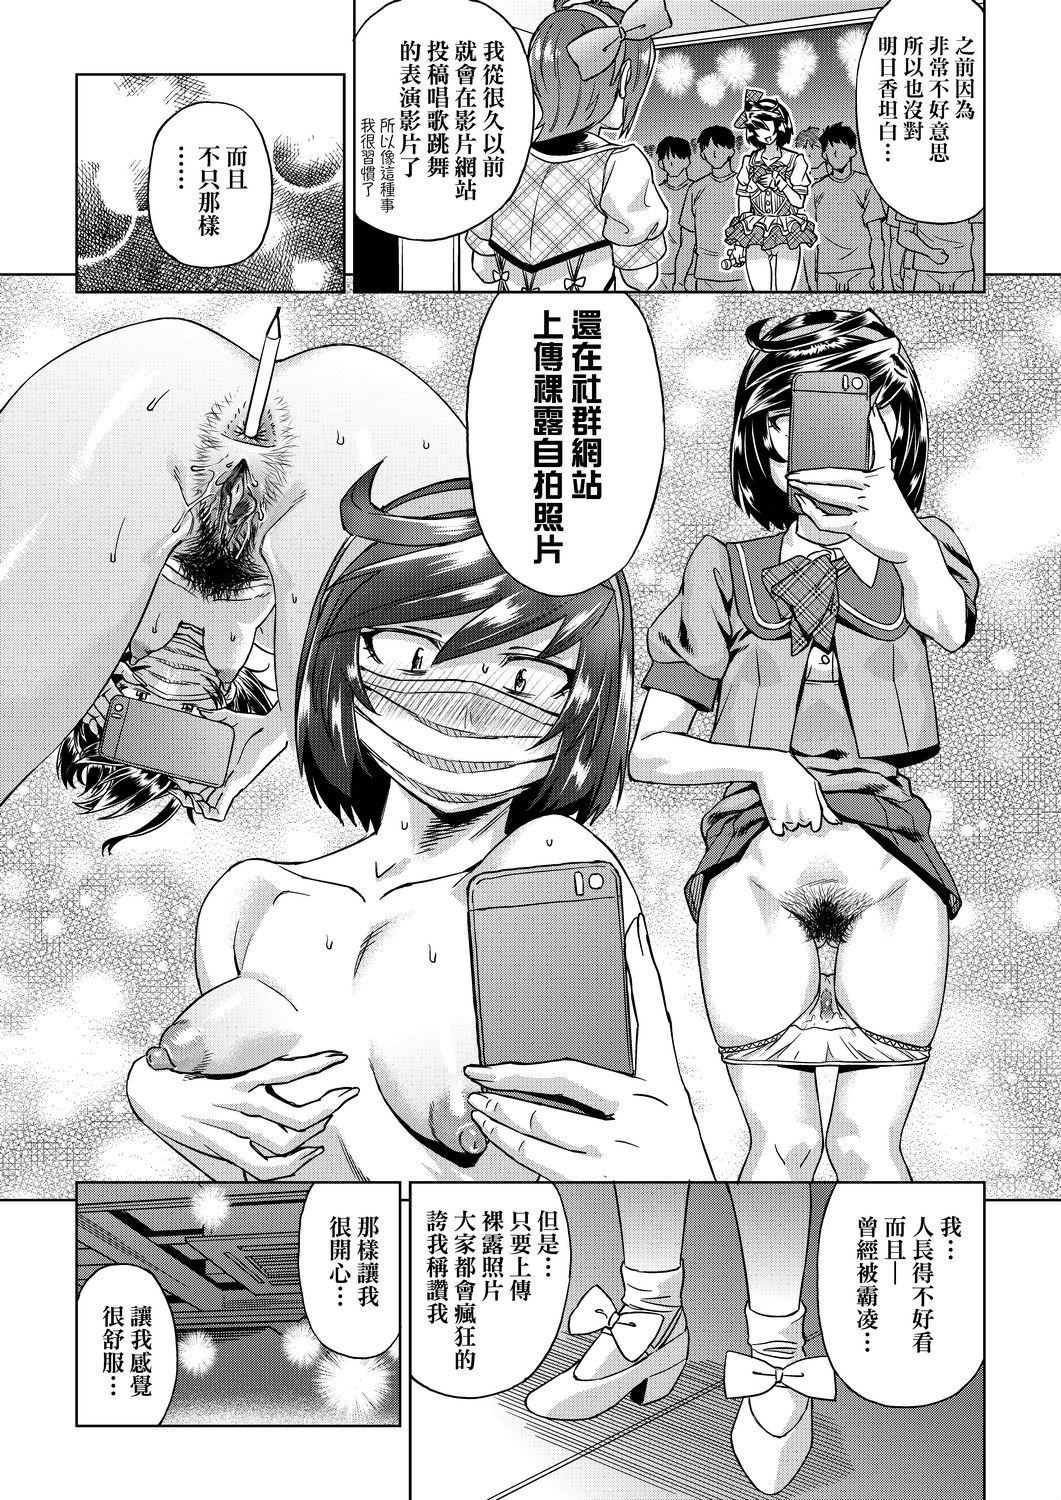 之前因為
非常不好意思
所以也沒對
明日香坦白…
我從很久以前
就會在影片網站
投稿唱歌跳舞
的表演影片了
所以像這種事
我很習慣了
而且
不只那樣
……
還在社群網站
上傳裸露自拍照片
我…
人長得不好看
而且—
曾經被霸凌…
但是…
只要上傳
裸露照片
大家都會瘋狂的
誇我稱讚我
那樣讓我
很開心…
讓我感覺
很舒服…